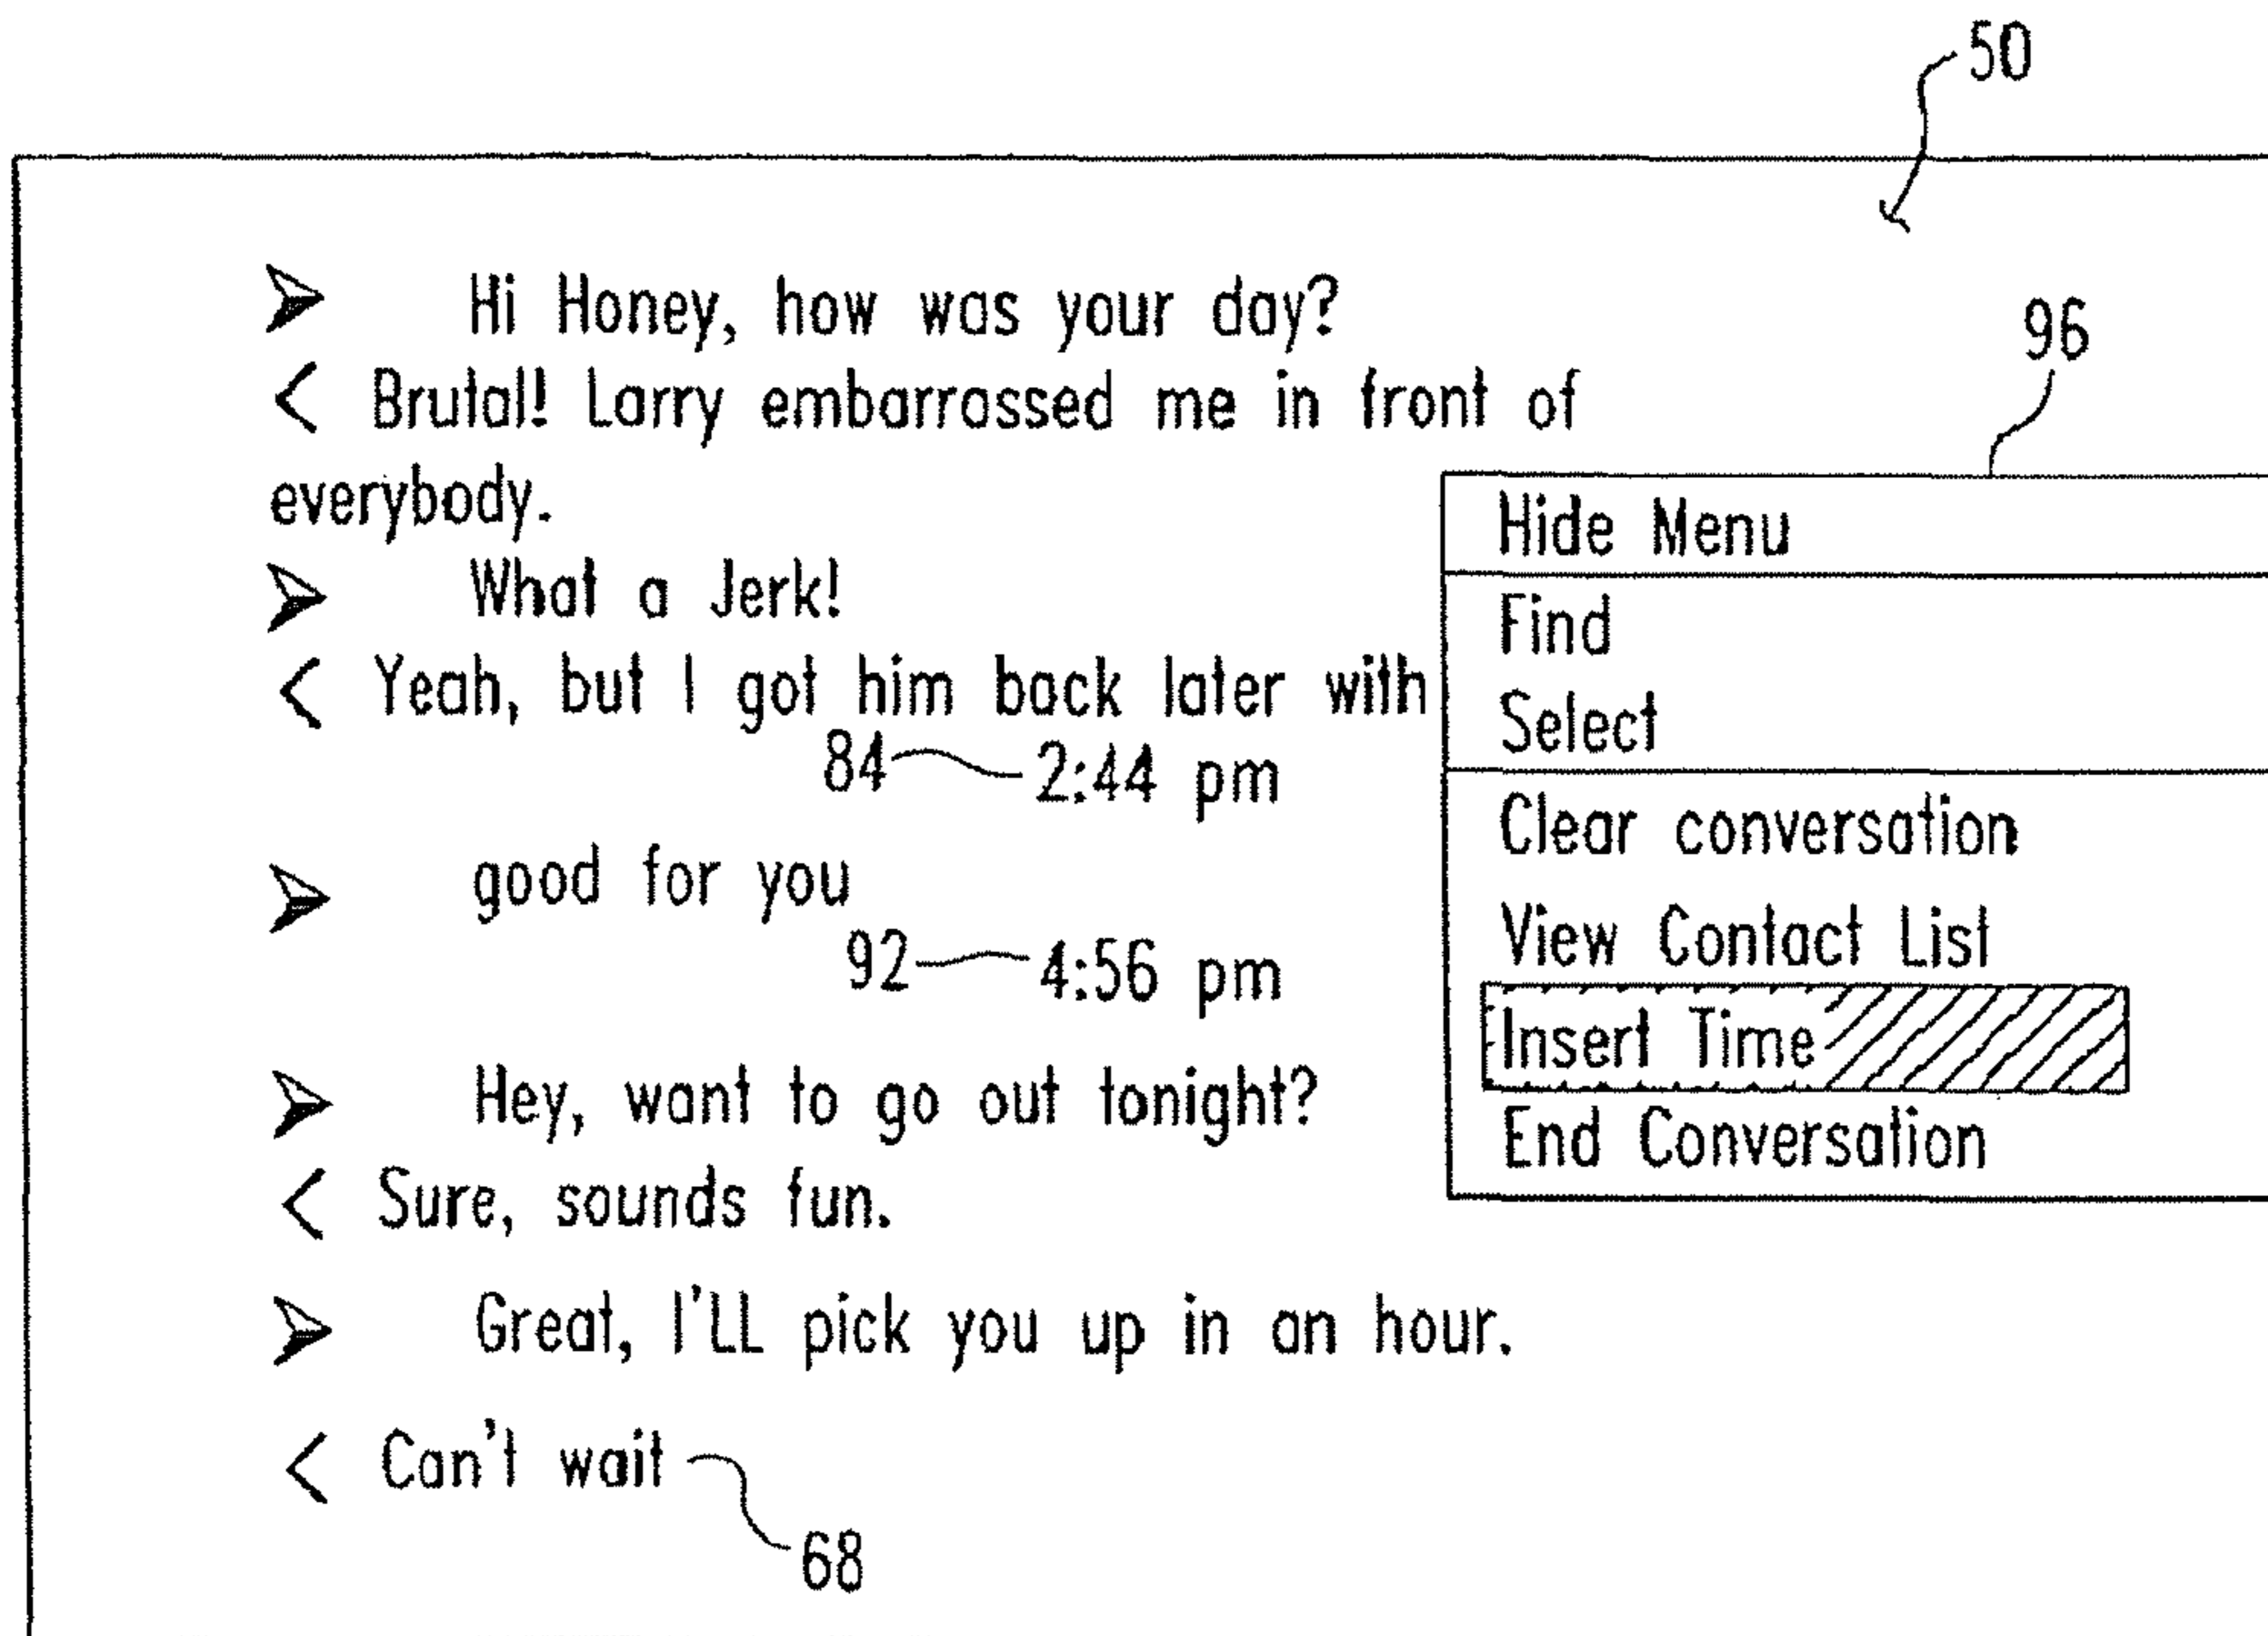 50
➢ Hi Honey, how was your day?
96
< Brutal! Larry embarrassed me in front of
everybody.
➢ What a Jerk!
< Yeah, but I got him back later with
84 2:44 pm
➢ good for you
92 4:56 pm
➢ Hey, want to go out tonight?
< Sure, sounds fun.
➢ Great, I'LL pick you up in an hour.
< Can't wait
68
Hide Menu
Find
Select
Clear conversation
View Contact List
Insert Time
End Conversation